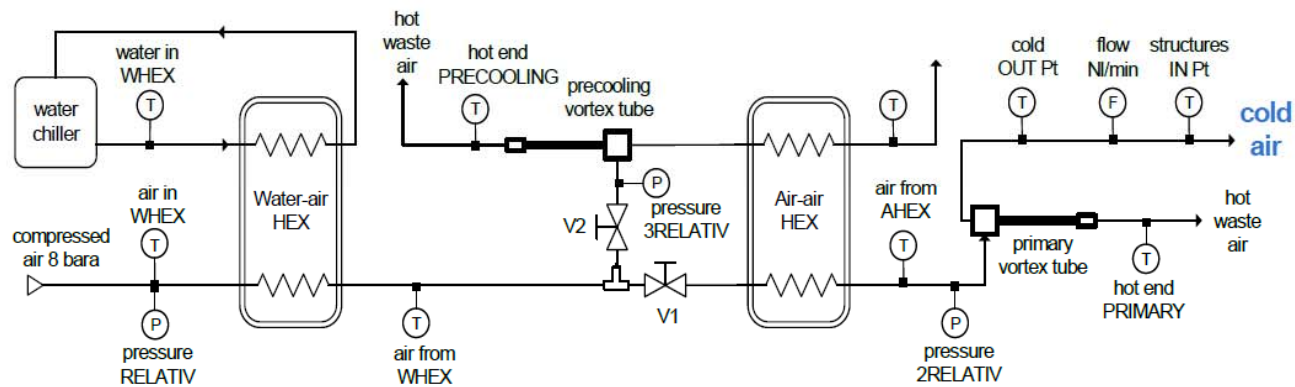 water in
WHEX
T
water
chiller
air in
WHEX
T
compressed
air 8 bara
P
pressure
RELATIV
Water-air
HEX
hot
waste
air
hot end
PRECOOLING
T
precooling
vortex tube
P
pressure
3RELATIV
V2
V1
T
air from
WHEX
T
Air-air
HEX
air from
AHEX
T
P
pressure
2RELATIV
cold
OUT Pt
T
flow
Nl/min
F
structures
IN Pt
T
cold
air
primary
vortex tube
hot
waste
air
T
hot end
PRIMARY